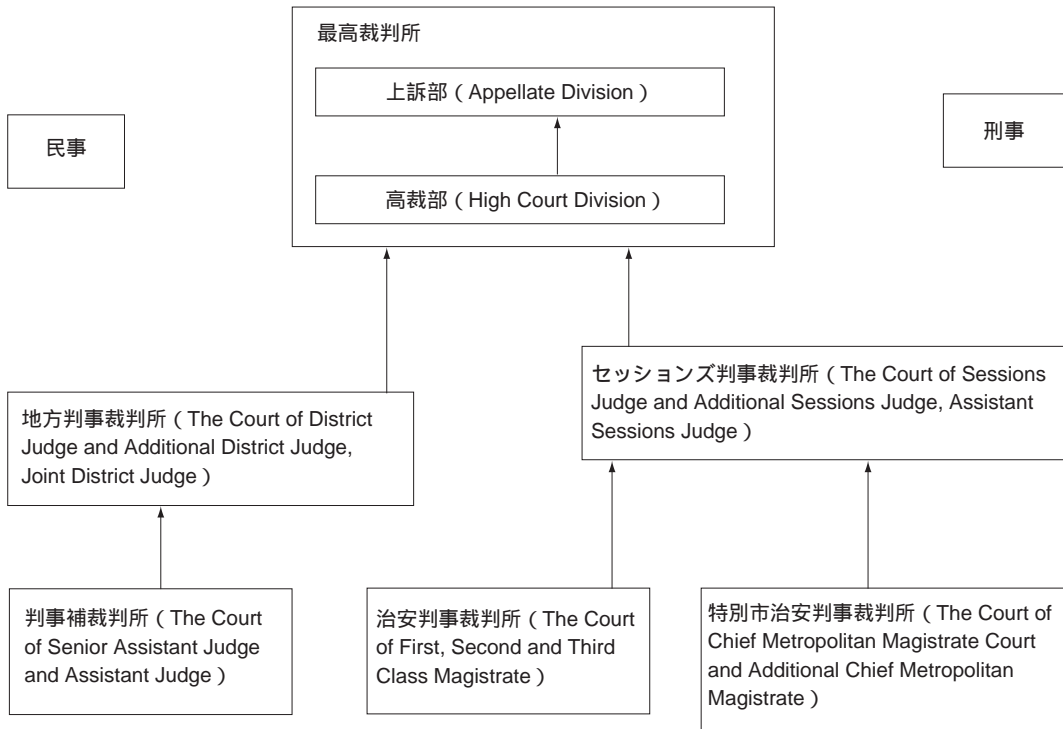 最高裁判所
上訴部（Appellate Division）
民事
刑事
高裁部（High Court Division）
セッションズ判事裁判所（The Court of Sessions
Judge and Additional Sessions Judge, Assistant
Sessions Judge）
地方判事裁判所（The Court of District
Judge and Additional District Judge,
Joint District Judge）
判事補裁判所（The Court
of Senior Assistant Judge
and Assistant Judge）
治安判事裁判所（The Court
of First, Second and Third
Class Magistrate）
特別市治安判事裁判所（The Court of
Chief Metropolitan Magistrate Court
and Additional Chief Metropolitan
Magistrate）